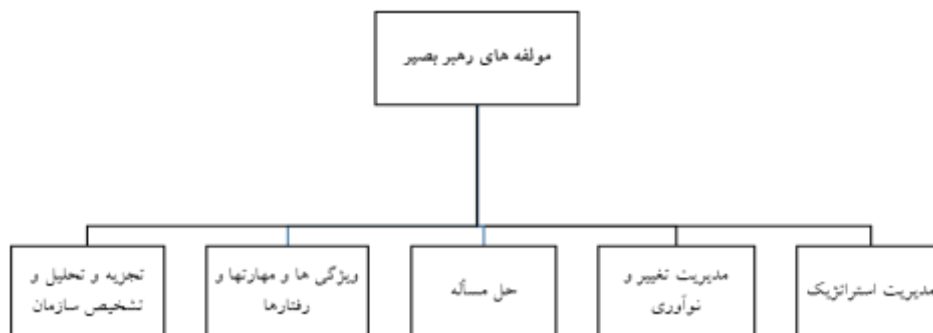 مولفه های رهبر بصیر
مدیریت استراتژیک
مدیریت تغییر و
نوآوری
حل مسأله
ویژگی ها و مهارتها و
رفتارها
تجزیه و تحلیل و
تشخیص سازمان